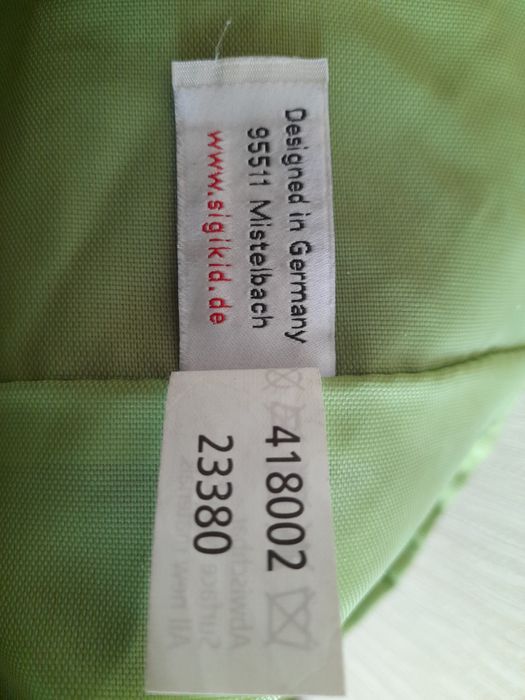 Designed in Germany
95511 Mistelbach
www.sigikid.de
418002
23380